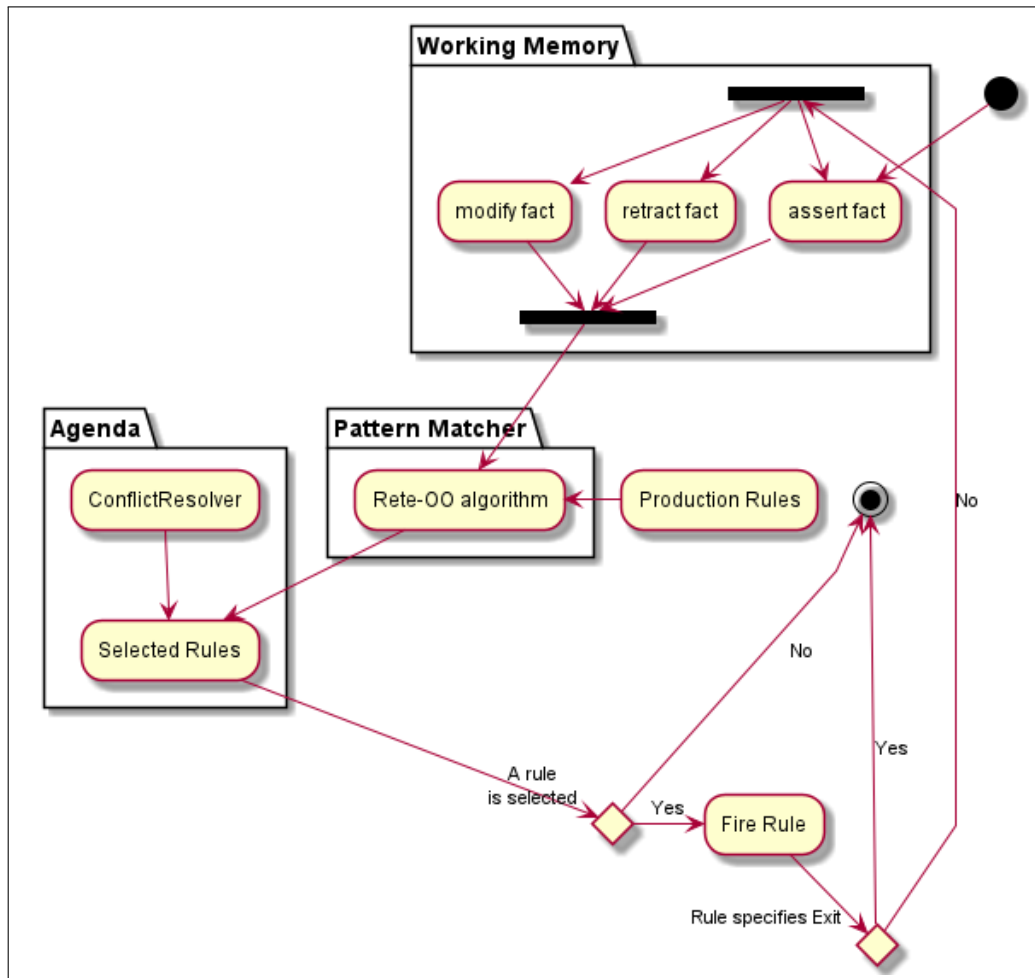 Working Memory
modify fact
retract fact
assert fact
Agenda
Pattern Matcher
ConflictResolver
Rete-OO algorithm
Production Rules
No
Selected Rules
No
Yes
A rule
is selected
Yes
Fire Rule
Rule specifies Exit